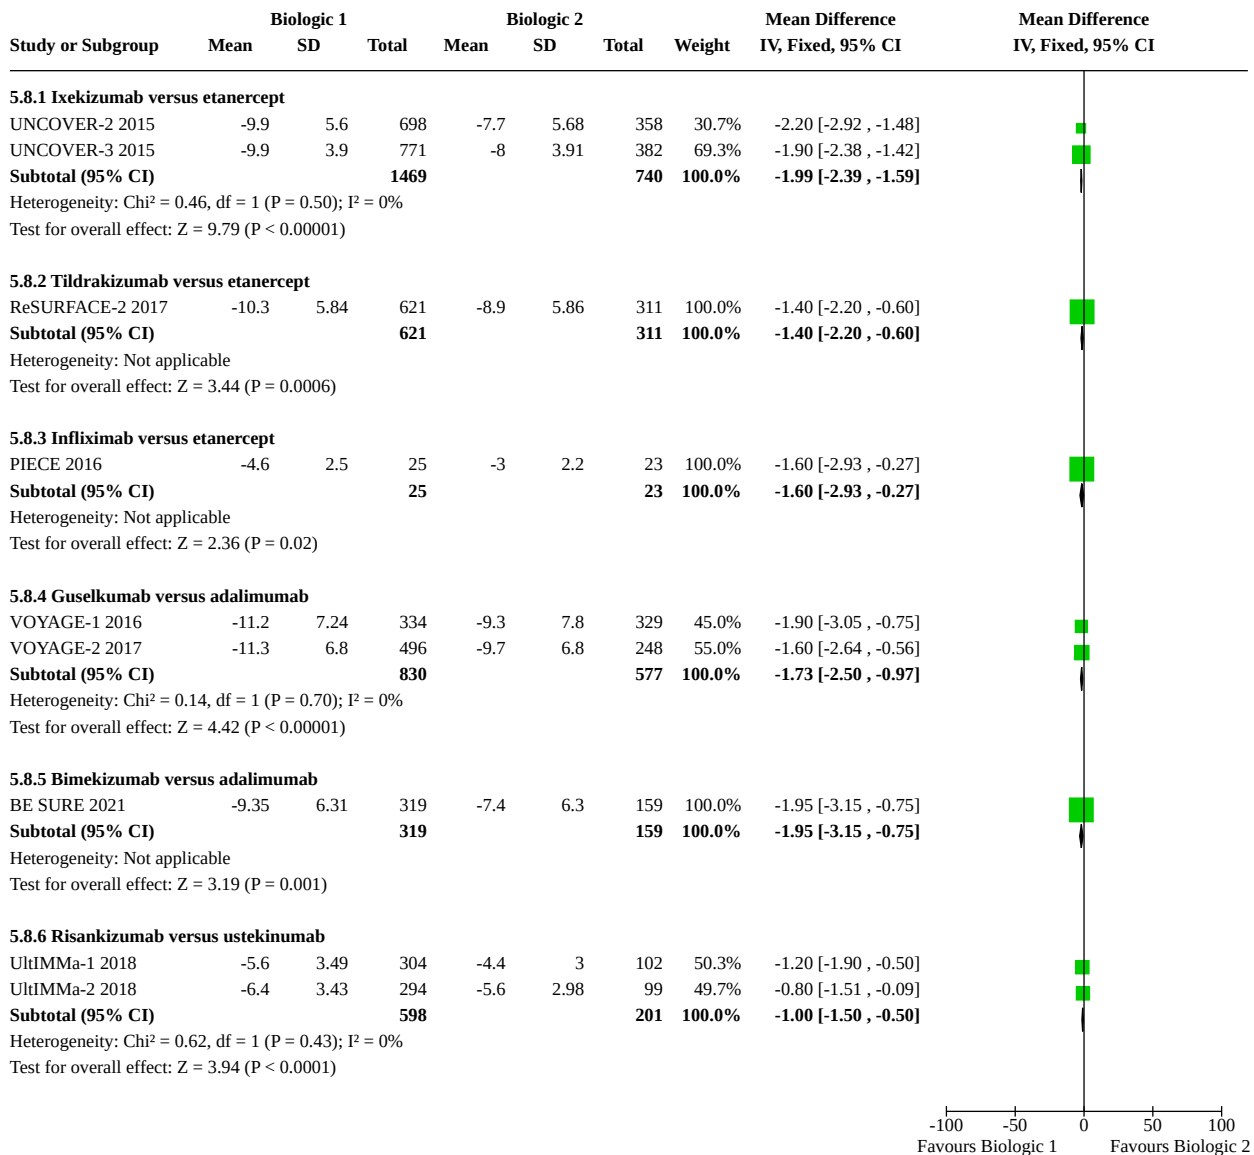 Biologic 1 Biologic 2 Mean Difference Mean Difference
Study or Subgroup Mean SD Total Mean SD Total Weight IV, Fixed, 95% CI IV, Fixed, 95% CI
5.8.1 Ixekizumab versus etanercept
UNCOVER-2 2015 -9.9 5.6 698 -7.7 5.68 358 30.7% -2.20 [-2.92 , -1.48]
UNCOVER-3 2015 -9.9 3.9 771 -8 3.91 382 69.3% -1.90 [-2.38 , -1.42]
Subtotal (95% CI) 1469 740 100.0% -1.99 [-2.39 , -1.59]
Heterogeneity: Chi² = 0.46, df = 1 (P = 0.50); I² = 0%
Test for overall effect: Z = 9.79 (P < 0.00001)
5.8.2 Tildrakizumab versus etanercept
ReSURFACE-2 2017 -10.3 5.84 621 -8.9 5.86 311 100.0% -1.40 [-2.20 , -0.60]
Subtotal (95% CI) 621 311 100.0% -1.40 [-2.20 , -0.60]
Heterogeneity: Not applicable
Test for overall effect: Z = 3.44 (P = 0.0006)
5.8.3 Infliximab versus etanercept
PIECE 2016 -4.6 2.5 25 -3 2.2 23 100.0% -1.60 [-2.93 , -0.27]
Subtotal (95% CI) 25 23 100.0% -1.60 [-2.93 , -0.27]
Heterogeneity: Not applicable
Test for overall effect: Z = 2.36 (P = 0.02)
5.8.4 Guselkumab versus adalimumab
VOYAGE-1 2016 -11.2 7.24 334 -9.3 7.8 329 45.0% -1.90 [-3.05 , -0.75]
VOYAGE-2 2017 -11.3 6.8 496 -9.7 6.8 248 55.0% -1.60 [-2.64 , -0.56]
Subtotal (95% CI) 830 577 100.0% -1.73 [-2.50 , -0.97]
Heterogeneity: Chi² = 0.14, df = 1 (P = 0.70); I² = 0%
Test for overall effect: Z = 4.42 (P < 0.00001)
5.8.5 Bimekizumab versus adalimumab
BE SURE 2021 -9.35 6.31 319 -7.4 6.3 159 100.0% -1.95 [-3.15 , -0.75]
Subtotal (95% CI) 319 159 100.0% -1.95 [-3.15 , -0.75]
Heterogeneity: Not applicable
Test for overall effect: Z = 3.19 (P = 0.001)
5.8.6 Risankizumab versus ustekinumab
UltIMMa-1 2018 -5.6 3.49 304 -4.4 3 102 50.3% -1.20 [-1.90 , -0.50]
UltIMMa-2 2018 -6.4 3.43 294 -5.6 2.98 99 49.7% -0.80 [-1.51 , -0.09]
Subtotal (95% CI) 598 201 100.0% -1.00 [-1.50 , -0.50]
Heterogeneity: Chi² = 0.62, df = 1 (P = 0.43); I² = 0%
Test for overall effect: Z = 3.94 (P < 0.0001)
-100 -50 0 50 100
Favours Biologic 1 Favours Biologic 2